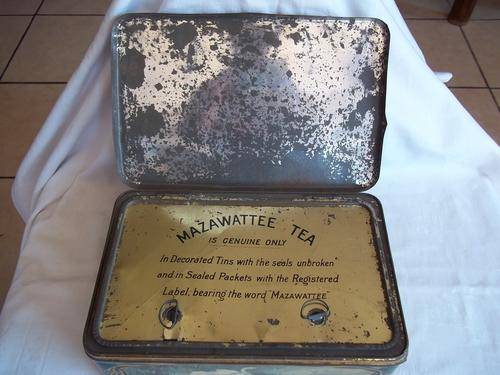 MAZAWATTEE TEA
IS GENUINE ONLY
In Decorated Tins with the seals unbroken
and in Sealed Packets with the Registered
Label, bearing the word "MAZAWATTEE"